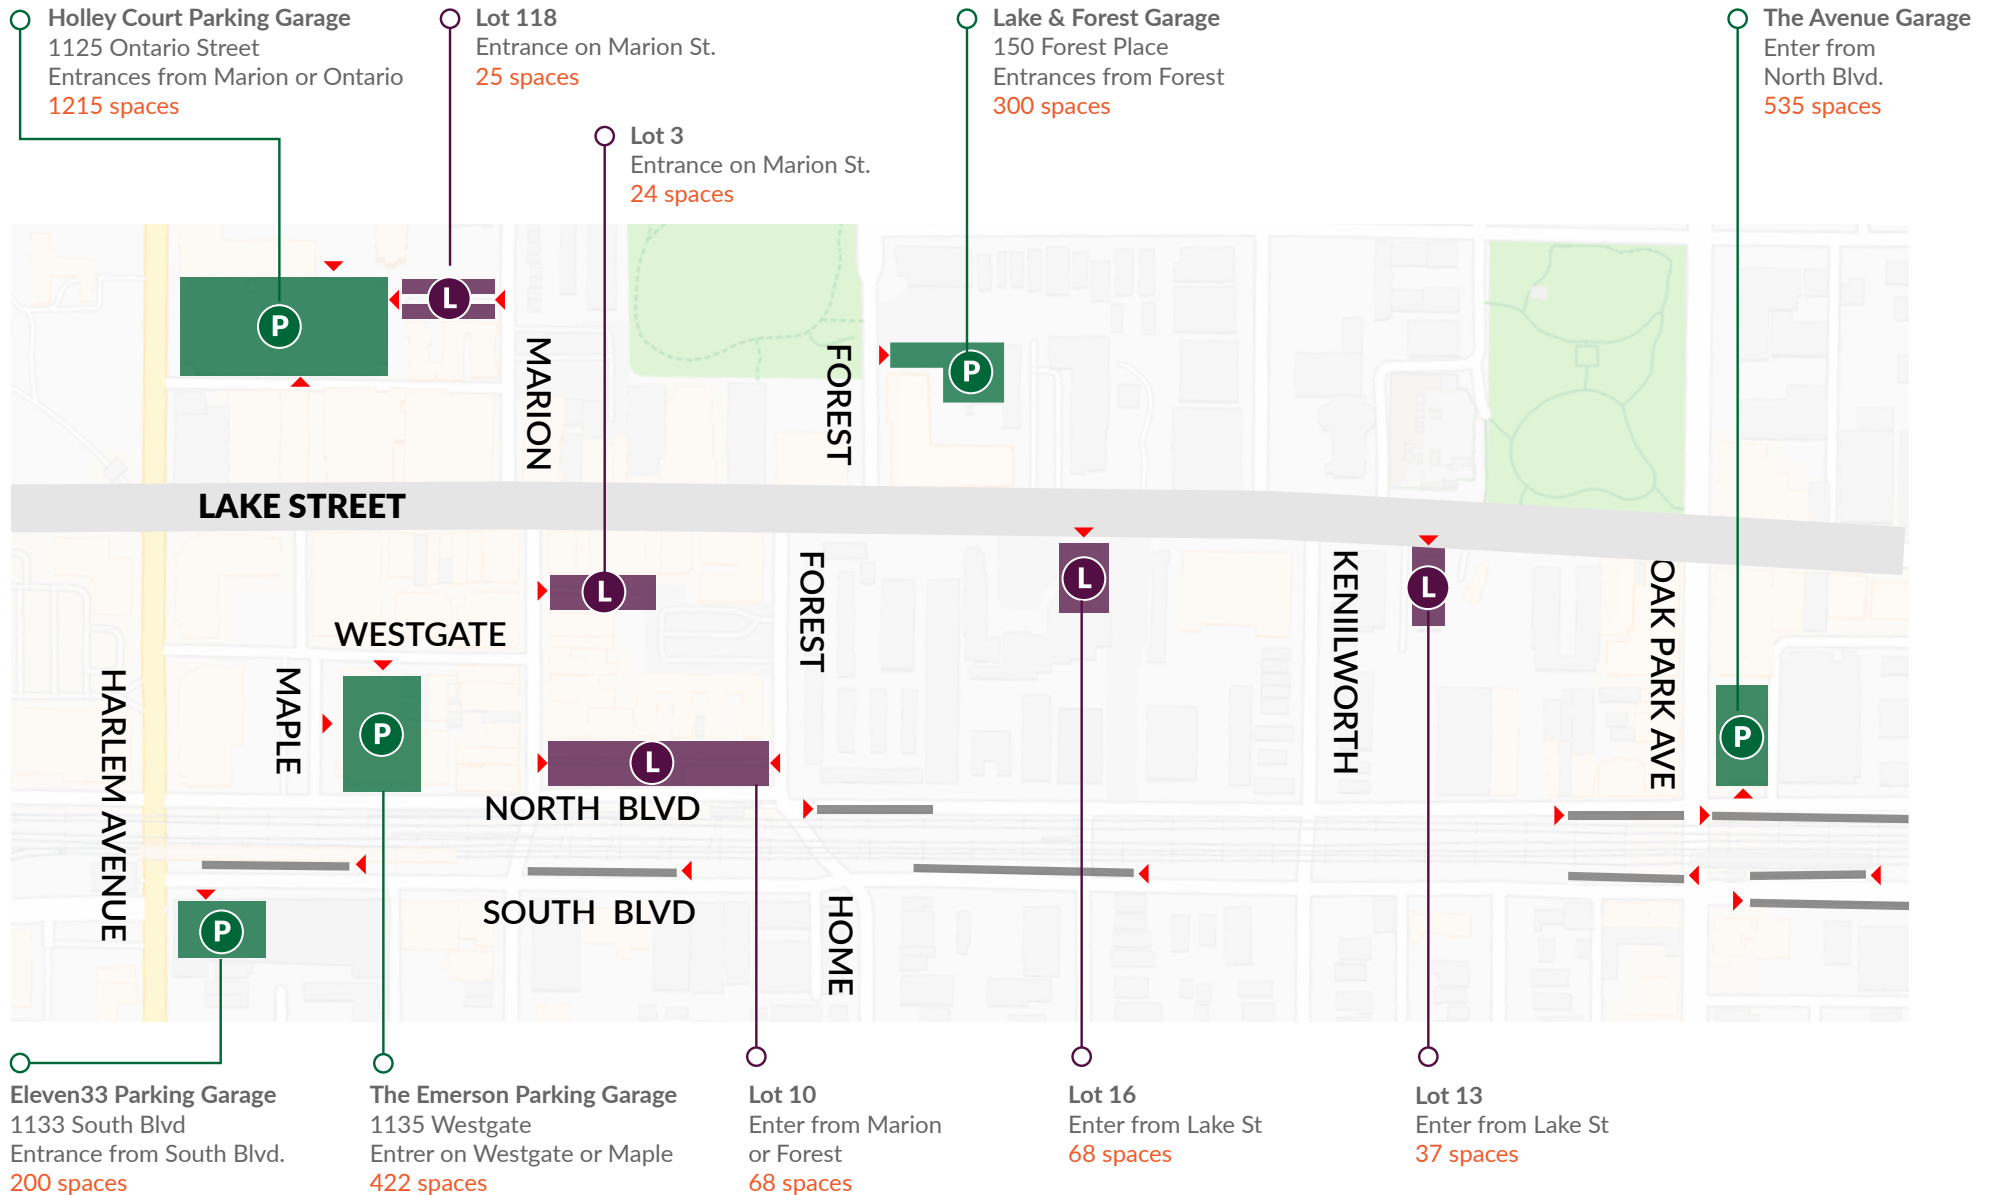 Holley Court Parking Garage
1125 Ontario Street
Entrances from Marion or Ontario
1215 spaces
Lot 118
Entrance on Marion St.
25 spaces
Lot 3
Entrance on Marion St.
24 spaces
Lake & Forest Garage
150 Forest Place
Entrances from Forest
300 spaces
The Avenue Garage
Enter from
North Blvd.
535 spaces
P
L
MARION
FOREST
P
LAKE STREET
L
FOREST
L
KENIILWORTH
L
OAK PARK AVE
WESTGATE
HARLEM AVENUE
MAPLE
P
L
P
NORTH BLVD
SOUTH BLVD
P
HOME
Eleven33 Parking Garage
1133 South Blvd
Entrance from South Blvd.
200 spaces
The Emerson Parking Garage
1135 Westgate
Entrer on Westgate or Maple
422 spaces
Lot 10
Enter from Marion
or Forest
68 spaces
Lot 16
Enter from Lake St
68 spaces
Lot 13
Enter from Lake St
37 spaces